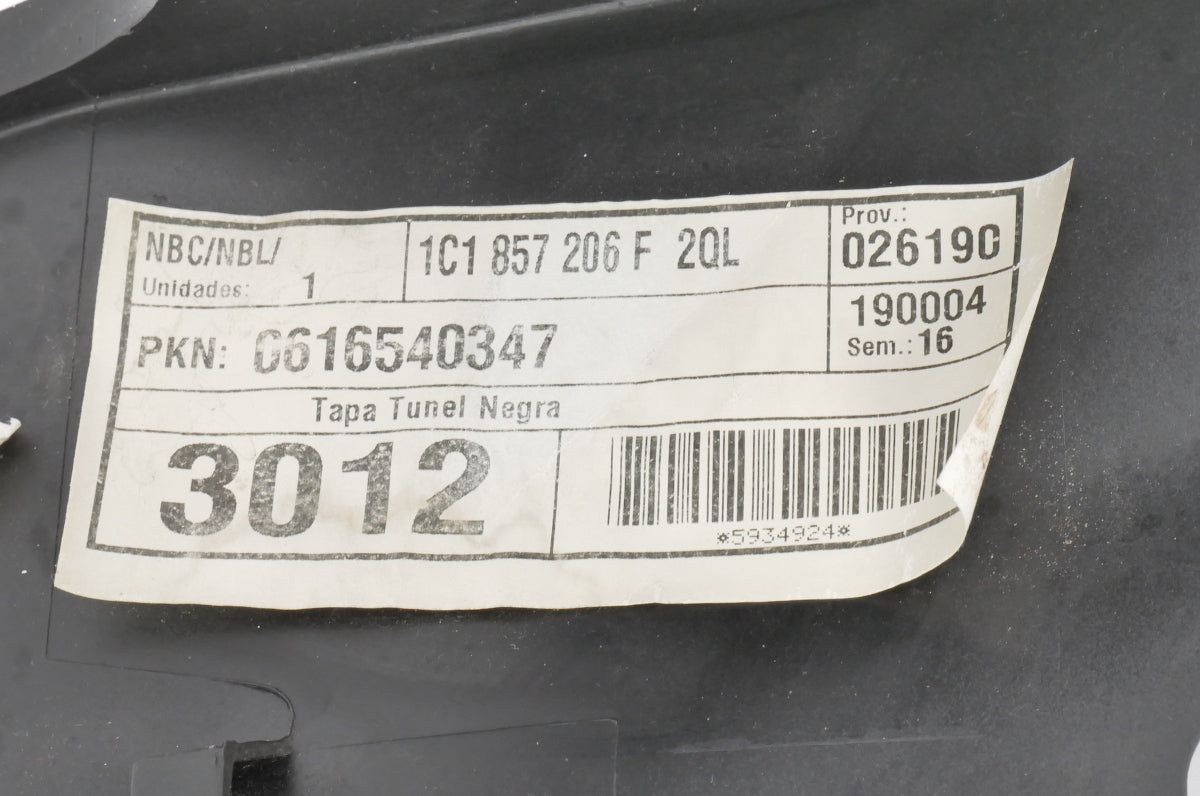 NBC/NBL/
Unidades: 1
1C1 857 206 F 2QL
Prov.:
026190
190004
Sem.: 16
PKN: 0616540347
Tapa Tunel Negra
3012
*5934924*